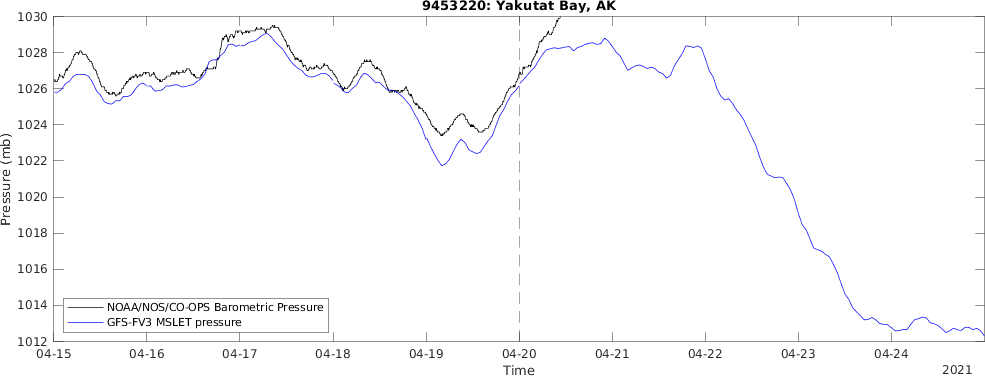 9453220: Yakutat Bay, AK
Pressure (mb)
1030
1028
1026
1024
1022
1020
1018
1016
1014
1012
NOAA/NOS/CO-OPS Barometric Pressure
GFS-FV3 MSLET pressure
04-15 04-16 04-17 04-18 04-19 04-20 04-21 04-22 04-23 04-24
Time
2021